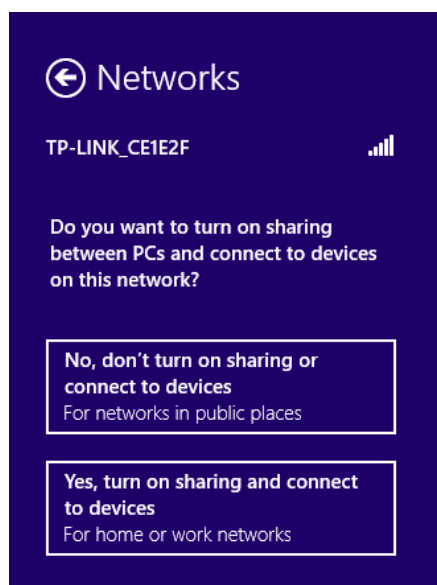 Networks
TP-LINK_CE1E2F
Do you want to turn on sharing
between PCs and connect to devices
on this network?
No, don't turn on sharing or
connect to devices
For networks in public places
Yes, turn on sharing and connect
to devices
For home or work networks